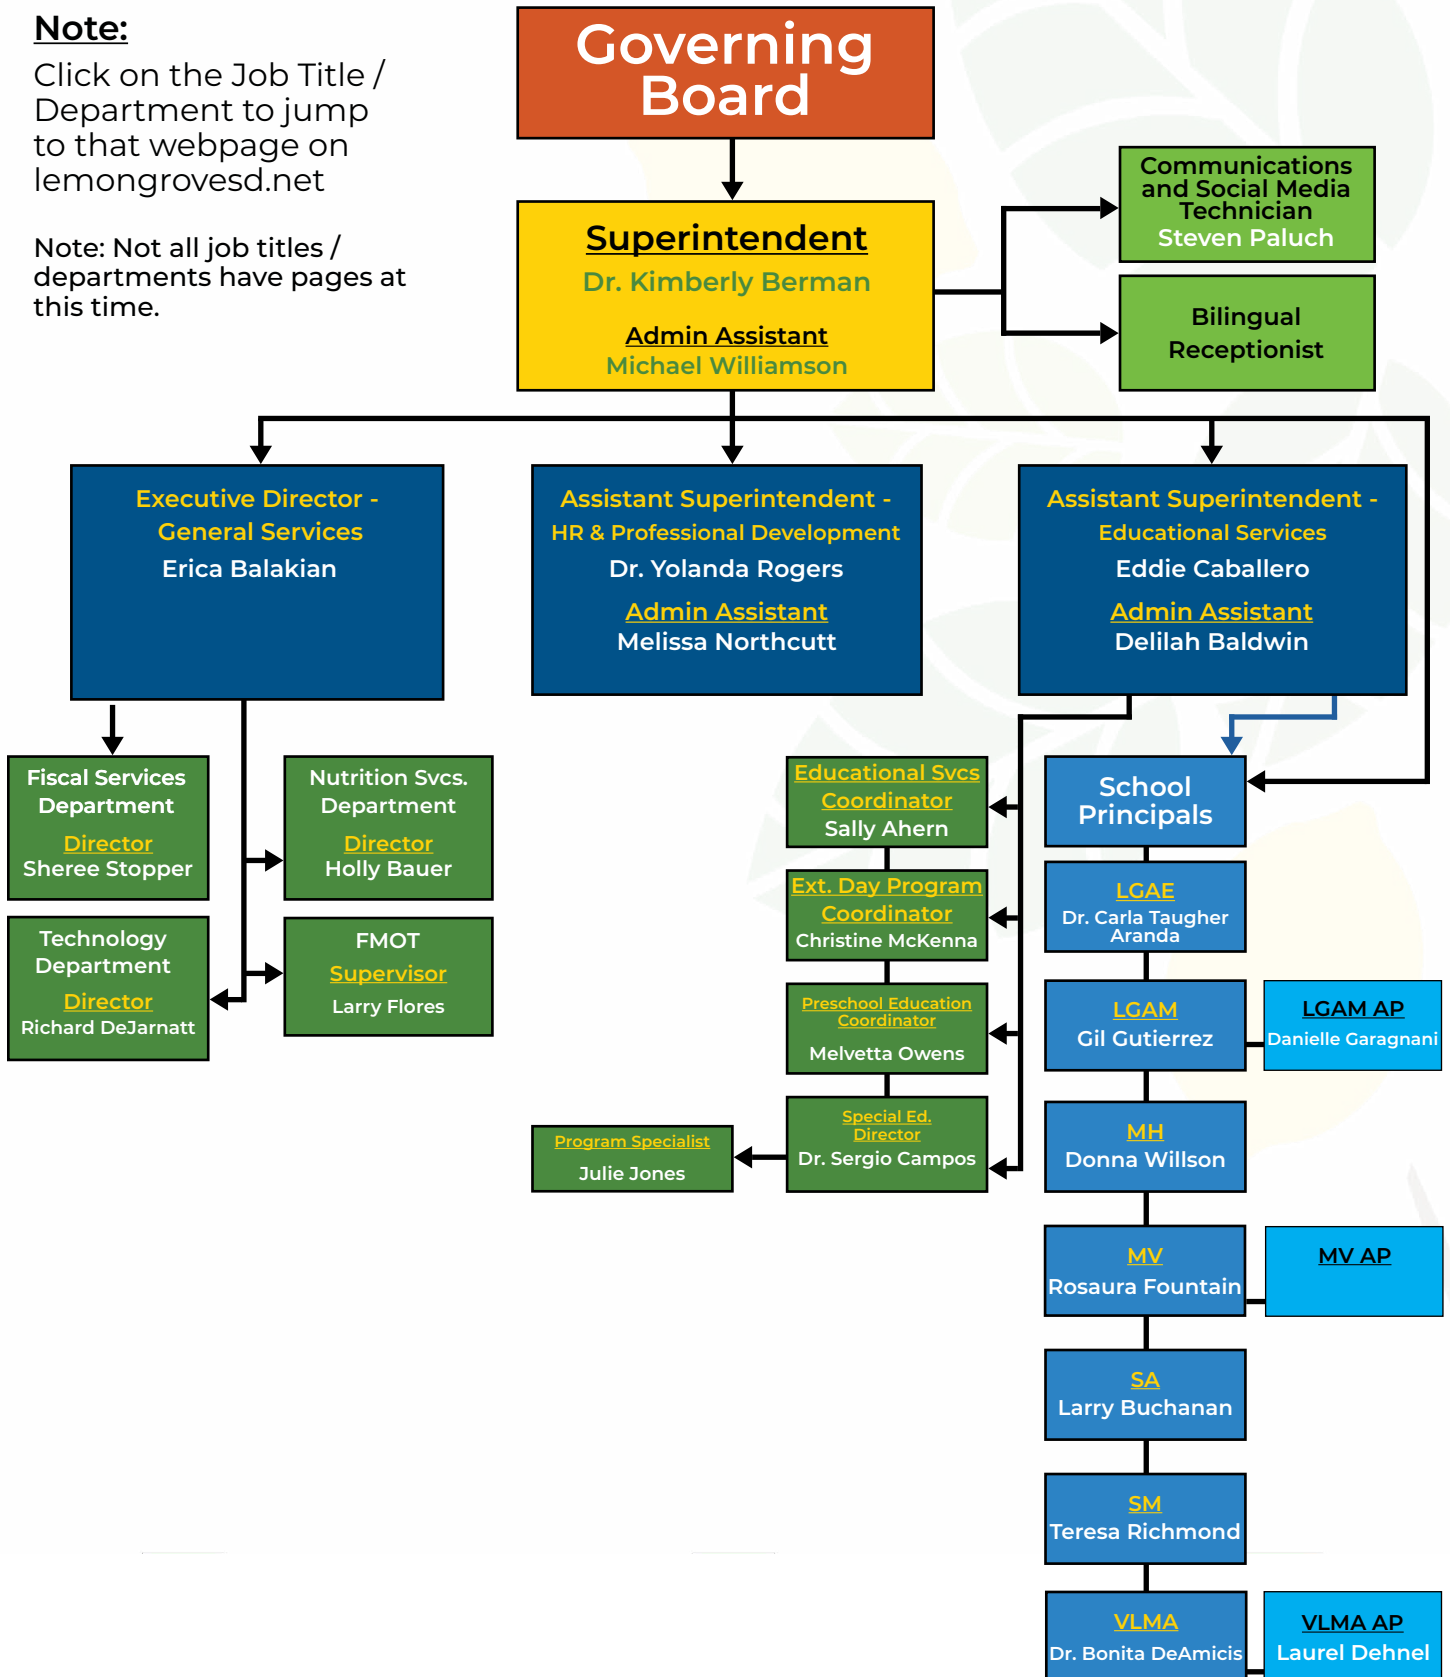 Note:
Click on the Job Title /
Department to jump
to that webpage on
lemongrovesd.net
Note: Not all job titles /
departments have pages at
this time.
Governing
Board
Superintendent
Dr. Kimberly Berman
Admin Assistant
Michael Williamson
Communications
and Social Media
Technician
Steven Paluch
Bilingual
Receptionist
Executive Director -
General Services
Erica Balakian
Assistant Superintendent -
HR & Professional Development
Dr. Yolanda Rogers
Admin Assistant
Melissa Northcutt
Assistant Superintendent -
Educational Services
Eddie Caballero
Admin Assistant
Delilah Baldwin
Fiscal Services
Department
Director
Sheree Stopper
Nutrition Svcs.
Department
Director
Holly Bauer
Technology
Department
Director
Richard DeJarnatt
FMOT
Supervisor
Larry Flores
Educational Svcs
Coordinator
Sally Ahern
Ext. Day Program
Coordinator
Christine McKenna
Preschool Education
Coordinator
Melvetta Owens
Special Ed.
Director
Dr. Sergio Campos
Program Specialist
Julie Jones
School
Principals
LGAE
Dr. Carla Taugher
Aranda
LGAM
Gil Gutierrez
LGAM AP
Danielle Garagnani
MH
Donna Willson
MV
Rosaura Fountain
MV AP
SA
Larry Buchanan
SM
Teresa Richmond
VLMA
Dr. Bonita DeAmicis
VLMA AP
Laurel Dehnel